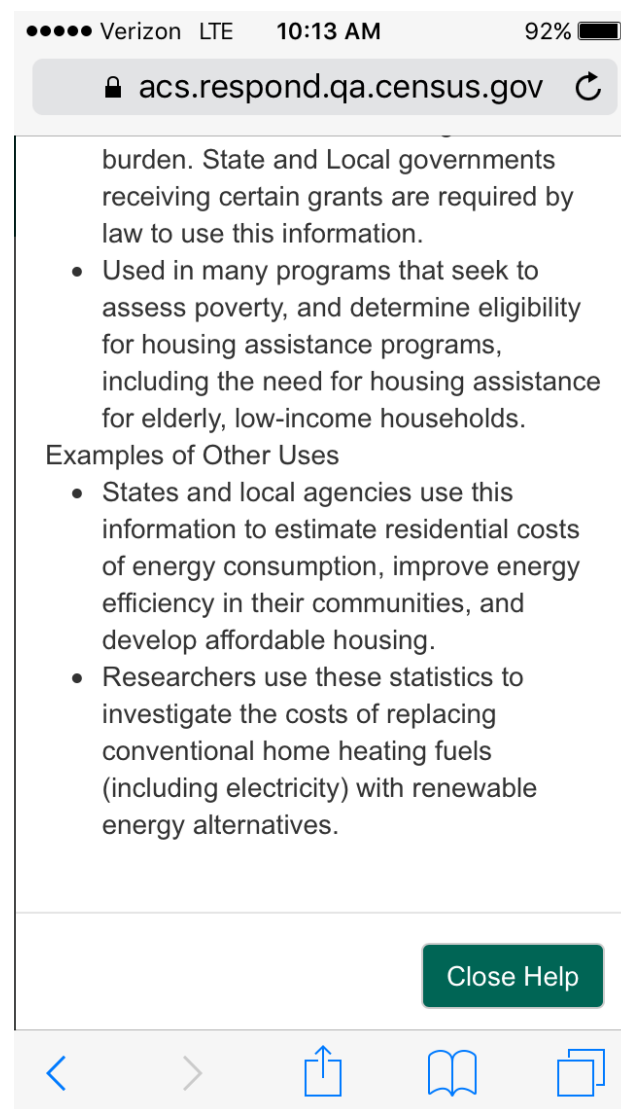 Verizon LTE 10:13 AM 92%
acs.respond.qa.census.gov
burden. State and Local governments
receiving certain grants are required by
law to use this information.
• Used in many programs that seek to
assess poverty, and determine eligibility
for housing assistance programs,
including the need for housing assistance
for elderly, low-income households.
Examples of Other Uses
• States and local agencies use this
information to estimate residential costs
of energy consumption, improve energy
efficiency in their communities, and
develop affordable housing.
• Researchers use these statistics to
investigate the costs of replacing
conventional home heating fuels
(including electricity) with renewable
energy alternatives.
Close Help